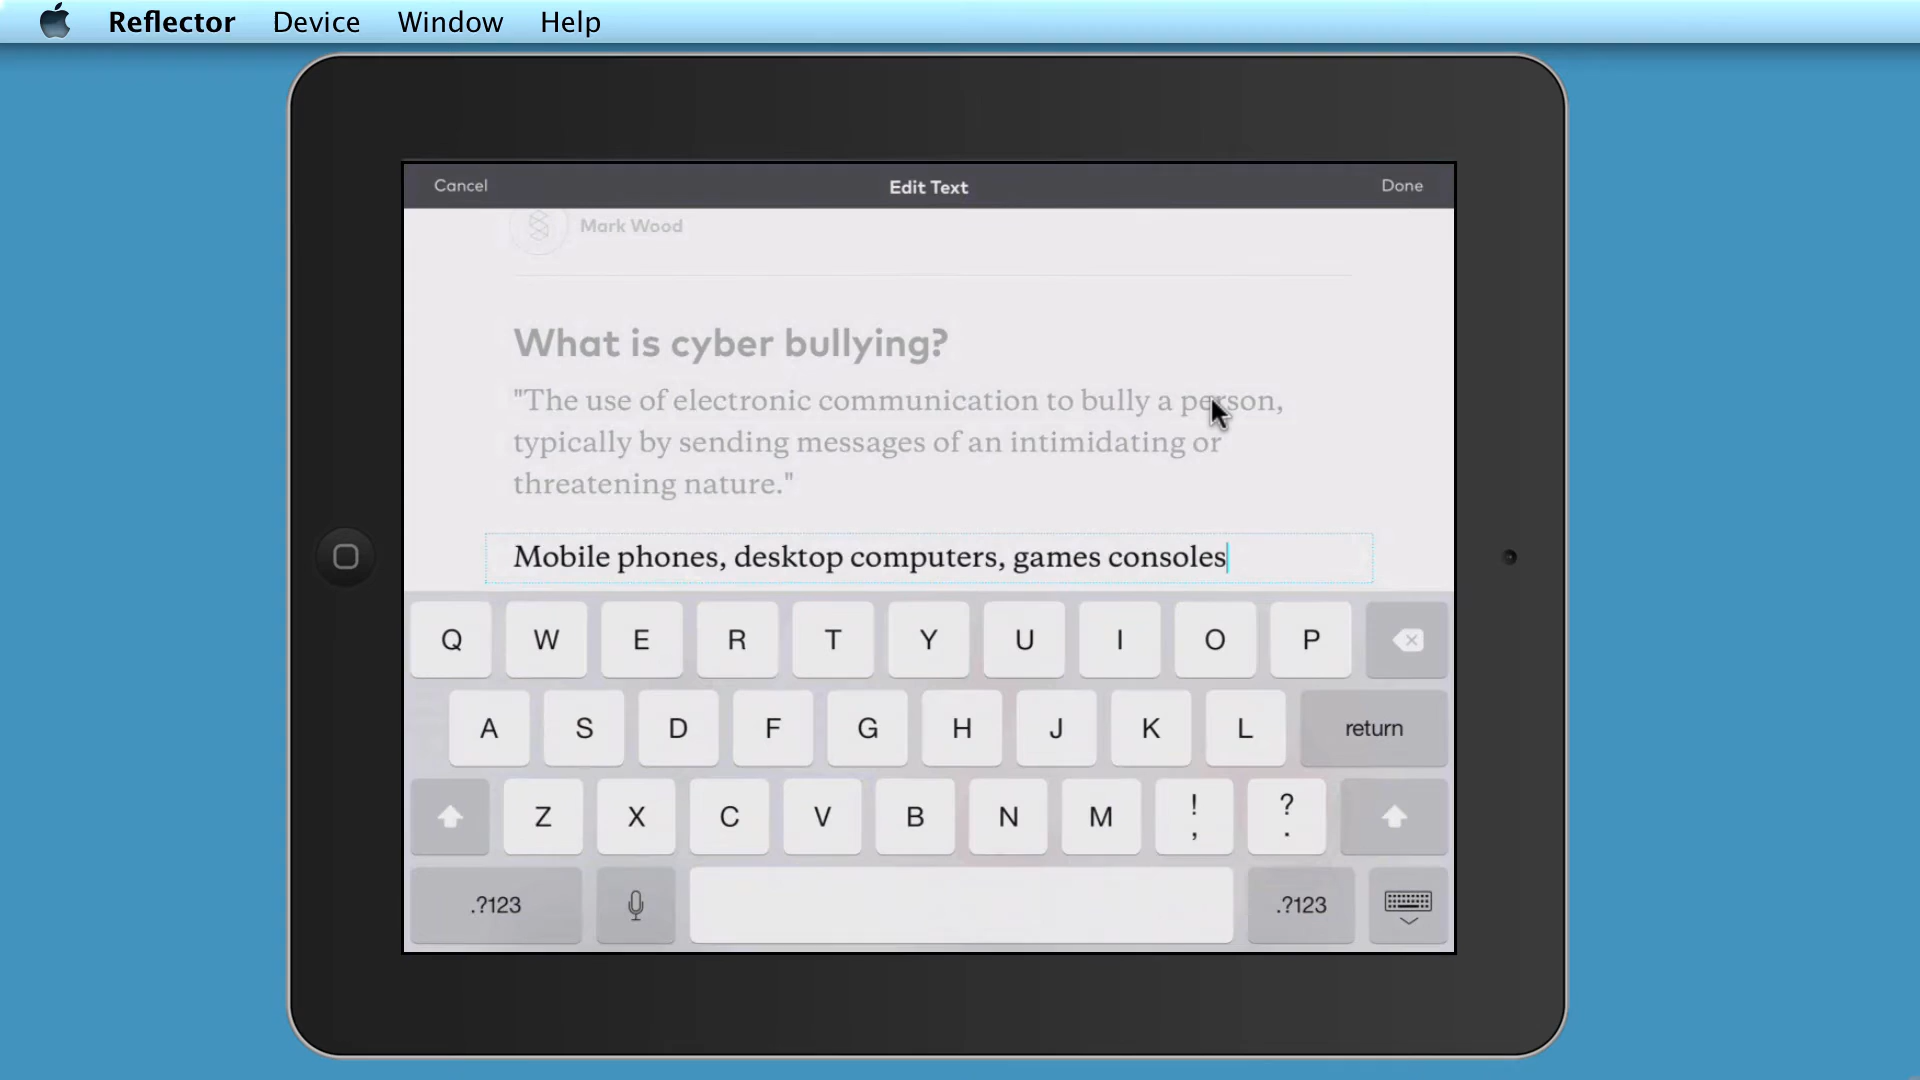 Reflector Device Window Help
Cancel Edit Text Done
Mark Wood
What is cyber bullying?
"The use of electronic communication to bully a person,
typically by sending messages of an intimidating or
threatening nature."
Mobile phones, desktop computers, games consoles
Q W E R T Y U I O P
A S D F G H J K L return
Z X C V B N M ! , ? .
.?123 .?123